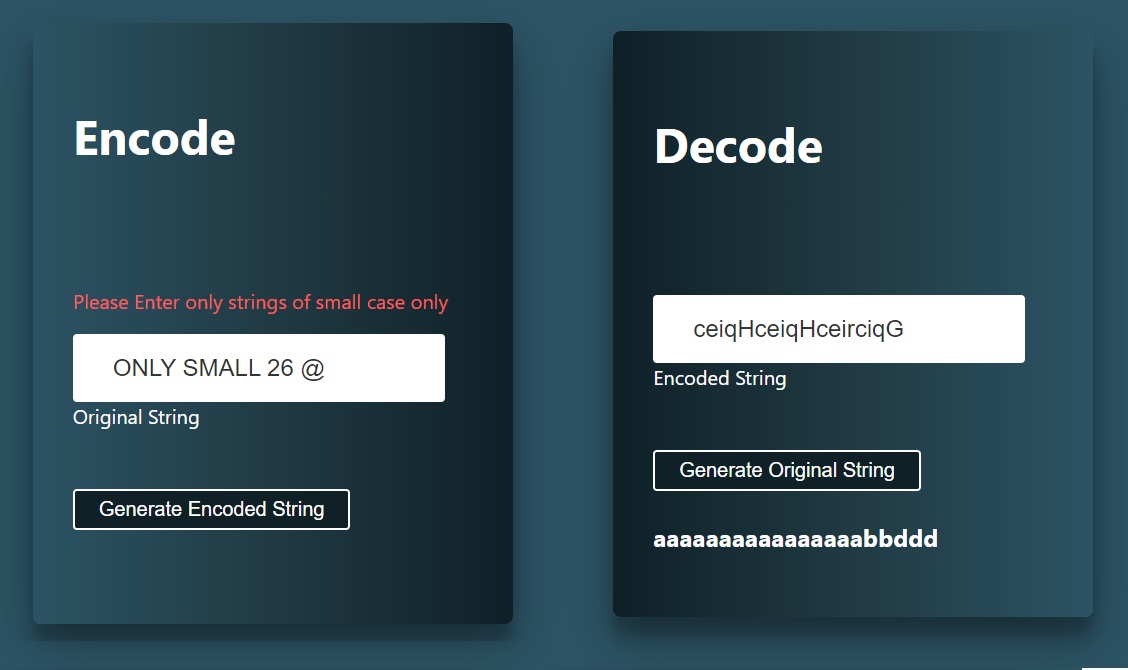 Encode
Please Enter only strings of small case only
ONLY SMALL 26 @
Original String
Generate Encoded String
Decode
ceiqHceiqHceirciqG
Encoded String
Generate Original String
aaaaaaaaaaaaaaaabbddd